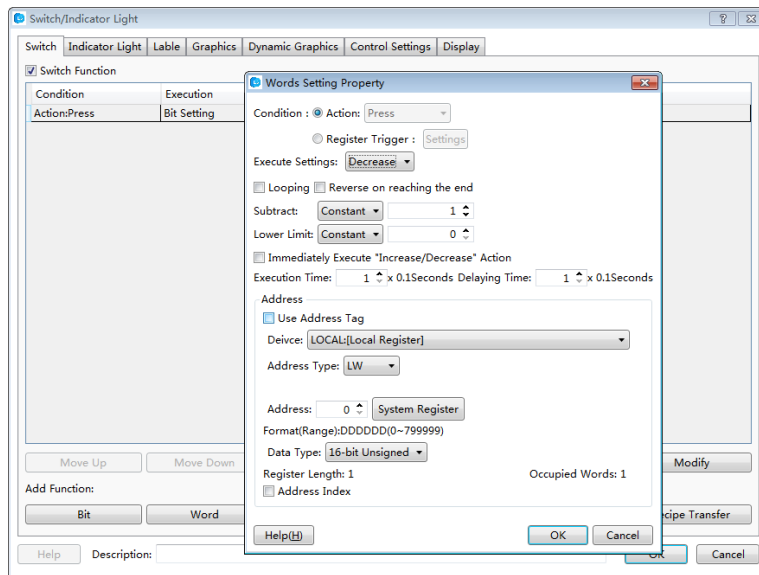 Switch/Indicator Light
Switch Indicator Light Lable Graphics Dynamic Graphics Control Settings Display
Switch Function
Condition Execution
Action:Press Bit Setting
Words Setting Property
Condition : Action: Press
Register Trigger : Settings
Execute Settings: Decrease
Looping Reverse on reaching the end
Subtract: Constant 1
Lower Limit: Constant 0
Immediately Execute "Increase/Decrease" Action
Execution Time: 1 x 0.1Seconds Delaying Time: 1 x 0.1Seconds
Address
Use Address Tag
Deivce: LOCAL:[Local Register]
Address Type: LW
Address: 0 System Register
Format(Range):DDDDDD(0~799999)
Data Type: 16-bit Unsigned
Register Length: 1 Occupied Words: 1
Address Index
Help(H) OK Cancel
Move Up Move Down Modify
Add Function:
Bit Word ecipe Transfer
Help Description: OK Cancel